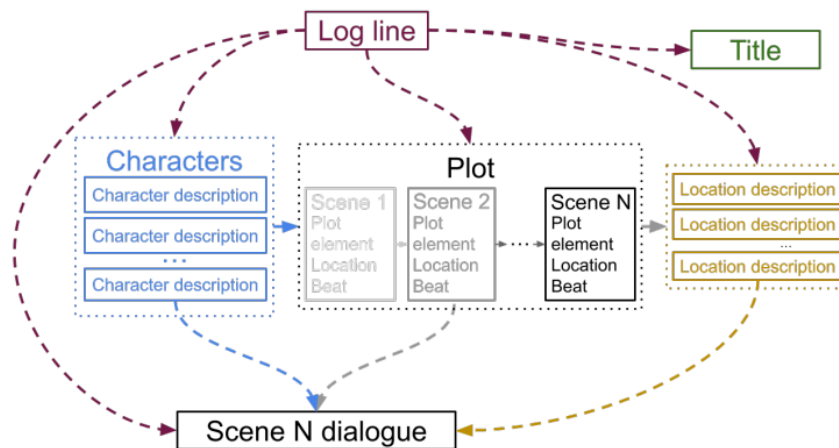 Log line
Title
Characters
Character description
Character description
...
Character description
Plot
Scene 1
Plot
element
Location
Beat
Scene 2
Plot
element
Location
Beat
Scene N
Plot
element
Location
Beat
Location description
Location description
...
Location description
Scene N dialogue